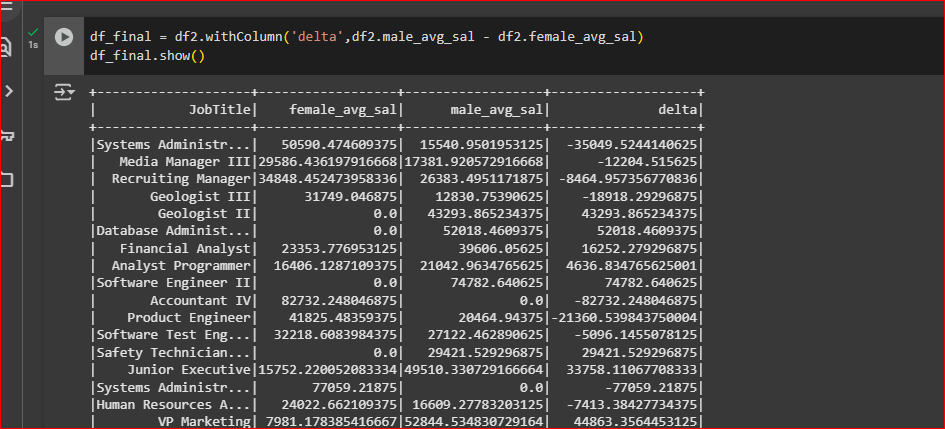 df_final = df2.withColumn('delta',df2.male_avg_sal - df2.female_avg_sal)
1s
df_final.show()
+-------------------+-----------------+-----------------+-------------------+
|           JobTitle|   female_avg_sal|     male_avg_sal|              delta|
+-------------------+-----------------+-----------------+-------------------+
|Systems Administr...|  50590.474609375| 15540.9501953125| -35049.5244140625|
|   Media Manager III|29586.436197916668|17381.920572916668|      -12204.515625|
|  Recruiting Manager|34848.452473958336|  26383.4951171875| -8464.957356770836|
|       Geologist III|      31749.046875|    12830.75390625|    -18918.29296875|
|        Geologist II|               0.0|   43293.865234375|    43293.865234375|
|Database Administ...|               0.0|     52018.4609375|      52018.4609375|
|   Financial Analyst|   23353.776953125|       39606.05625|    16252.279296875|
|  Analyst Programmer|  16406.1287109375|  21042.9634765625|  4636.834765625001|
|Software Engineer II|               0.0|      74782.640625|       74782.640625|
|       Accountant IV|   82732.248046875|               0.0|   -82732.248046875|
|    Product Engineer|    41825.48359375|       20464.94375|-21360.539843750004|
|Software Test Eng...|  32218.6083984375|   27122.462890625|   -5096.1455078125|
|Safety Technician...|               0.0|   29421.529296875|    29421.529296875|
|    Junior Executive|15752.220052083334|49510.330729166664|  33758.11067708333|
|Systems Administr...|       77059.21875|               0.0|       -77059.21875|
|Human Resources A...|   24022.662109375| 16609.27783203125|  -7413.38427734375|
|        VP Marketing| 7981.178385416667|52844.534830729164|   44863.3564453125|